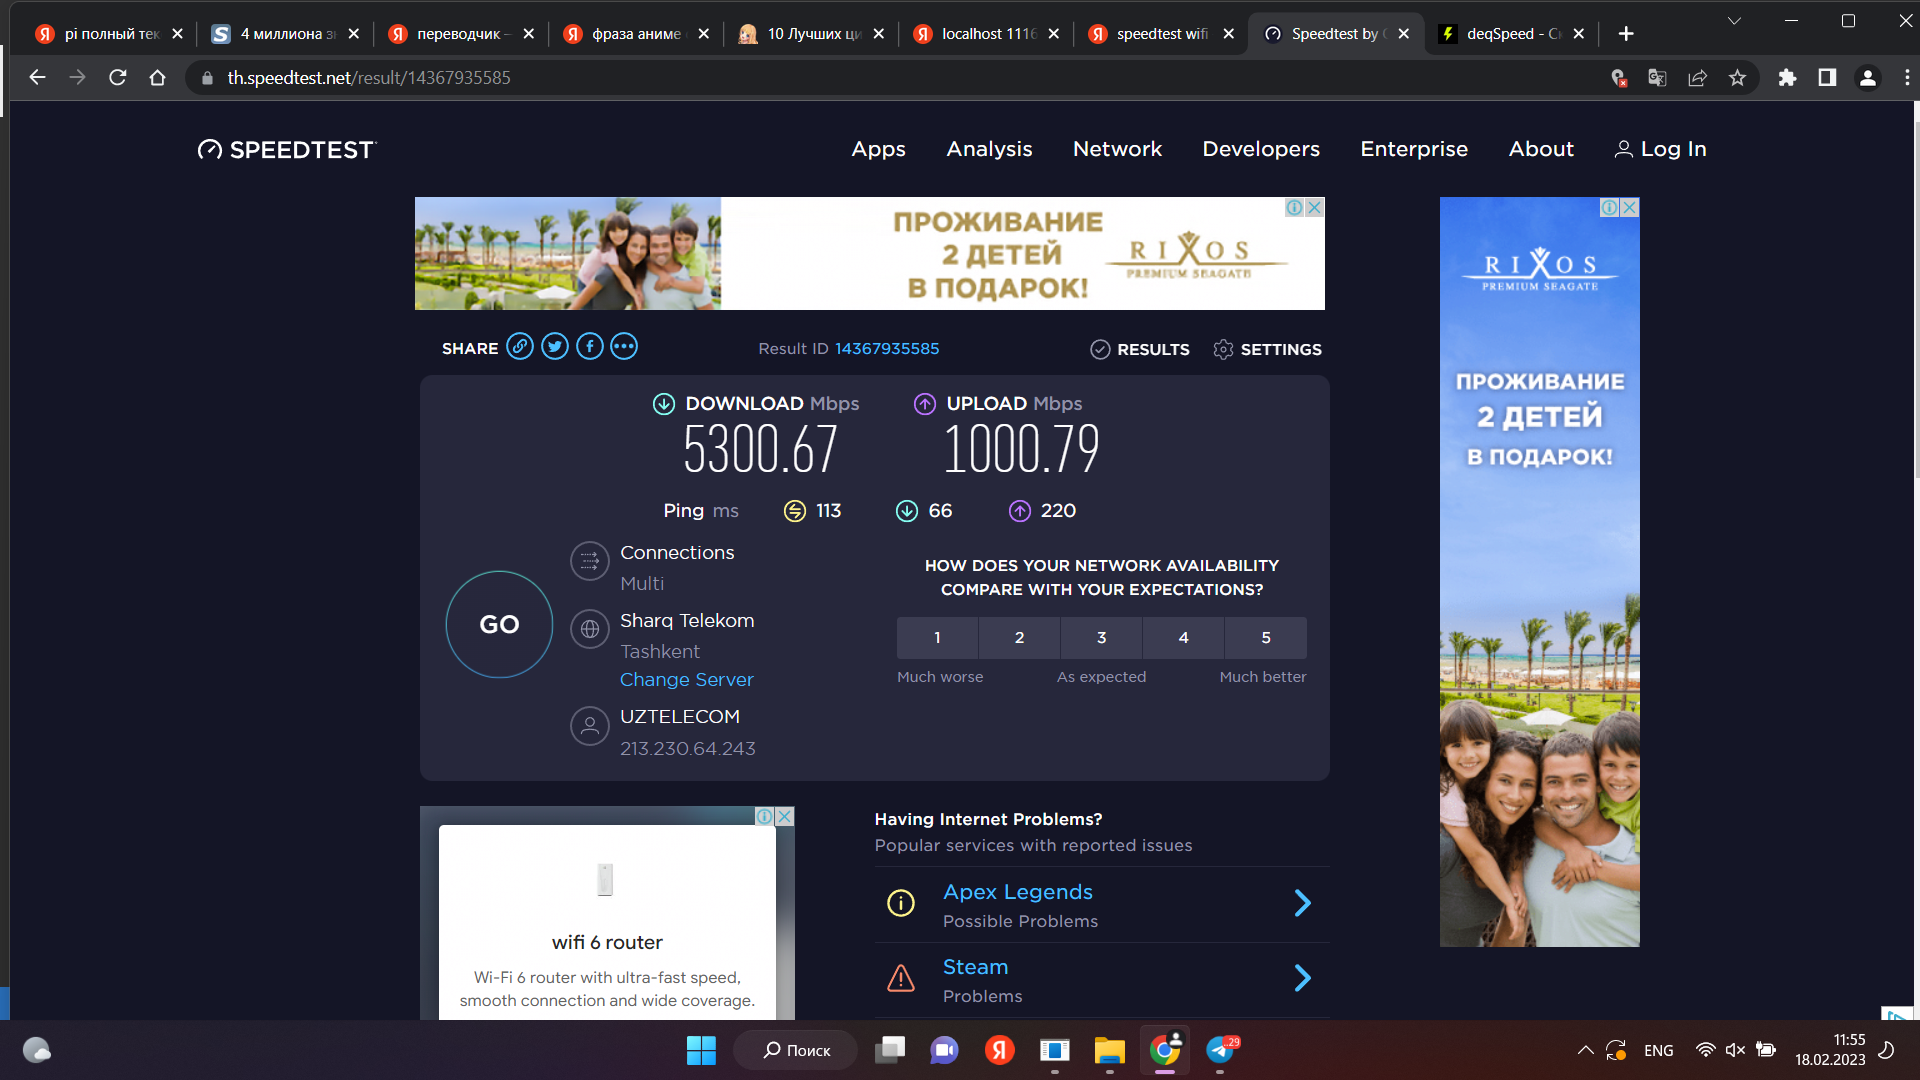 pi полный тек
4 миллиона з
переводчик –
фраза аниме
10 Лучших ци
localhost 1116
speedtest wifi
Speedtest by
deqSpeed - Ск
th.speedtest.net/result/14367935585
SPEEDTEST
Apps
Analysis
Network
Developers
Enterprise
About
Log In
ПРОЖИВАНИЕ
2 ДЕТЕЙ
В ПОДАРОК!
RIXOS
PREMIUM SEAGATE
RIXOS
PREMIUM SEAGATE
ПРОЖИВАНИЕ
2 ДЕТЕЙ
В ПОДАРОК!
SHARE
Result ID 14367935585
RESULTS
SETTINGS
DOWNLOAD Mbps
5300.67
UPLOAD Mbps
1000.79
Ping ms
113
66
220
GO
Connections
Multi
Sharq Telekom
Tashkent
Change Server
UZTELECOM
213.230.64.243
HOW DOES YOUR NETWORK AVAILABILITY
COMPARE WITH YOUR EXPECTATIONS?
1 2 3 4 5
Much worse
As expected
Much better
wifi 6 router
Wi-Fi 6 router with ultra-fast speed,
smooth connection and wide coverage.
Having Internet Problems?
Popular services with reported issues
Apex Legends
Possible Problems
Steam
Problems
Поиск
29
ENG
11:55
18.02.2023